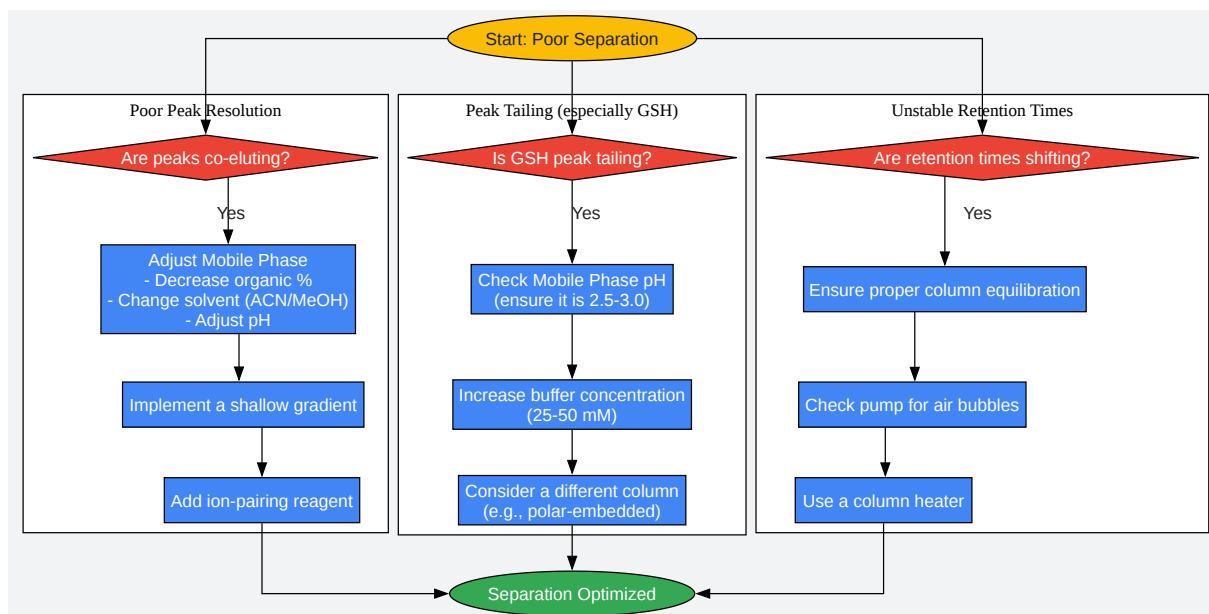 Start: Poor Separation
Poor Peak Resolution
Are peaks co-eluting?
Yes
Adjust Mobile Phase
- Decrease organic %
- Change solvent (ACN/MeOH)
- Adjust pH
Implement a shallow gradient
Add ion-pairing reagent
Peak Tailing (especially GSH)
Is GSH peak tailing?
Yes
Check Mobile Phase pH
(ensure it is 2.5-3.0)
Increase buffer concentration
(25-50 mM)
Consider a different column
(e.g., polar-embedded)
Unstable Retention Times
Are retention times shifting?
Yes
Ensure proper column equilibration
Check pump for air bubbles
Use a column heater
Separation Optimized